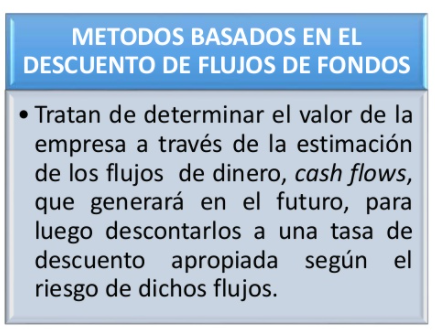 METODOS BASADOS EN EL
DESCUENTO DE FLUJOS DE FONDOS
• Tratan de determinar el valor de la
empresa a través de la estimación
de los flujos de dinero, cash flows,
que generará en el futuro, para
luego descontarlos a una tasa de
descuento apropiada según el
riesgo de dichos flujos.